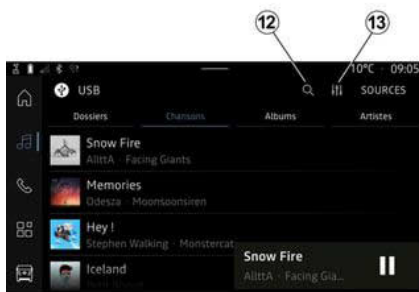 12 13
10°C 09:05
USB SOURCES
Dossiers Chansons Albums Artistes
Snow Fire
AllttA · Facing Giants
Memories
Odesza · Moonsoonsiren
Hey !
Stephen Walking · Monstercat
Iceland
Snow Fire
AllttA · Facing Gia...